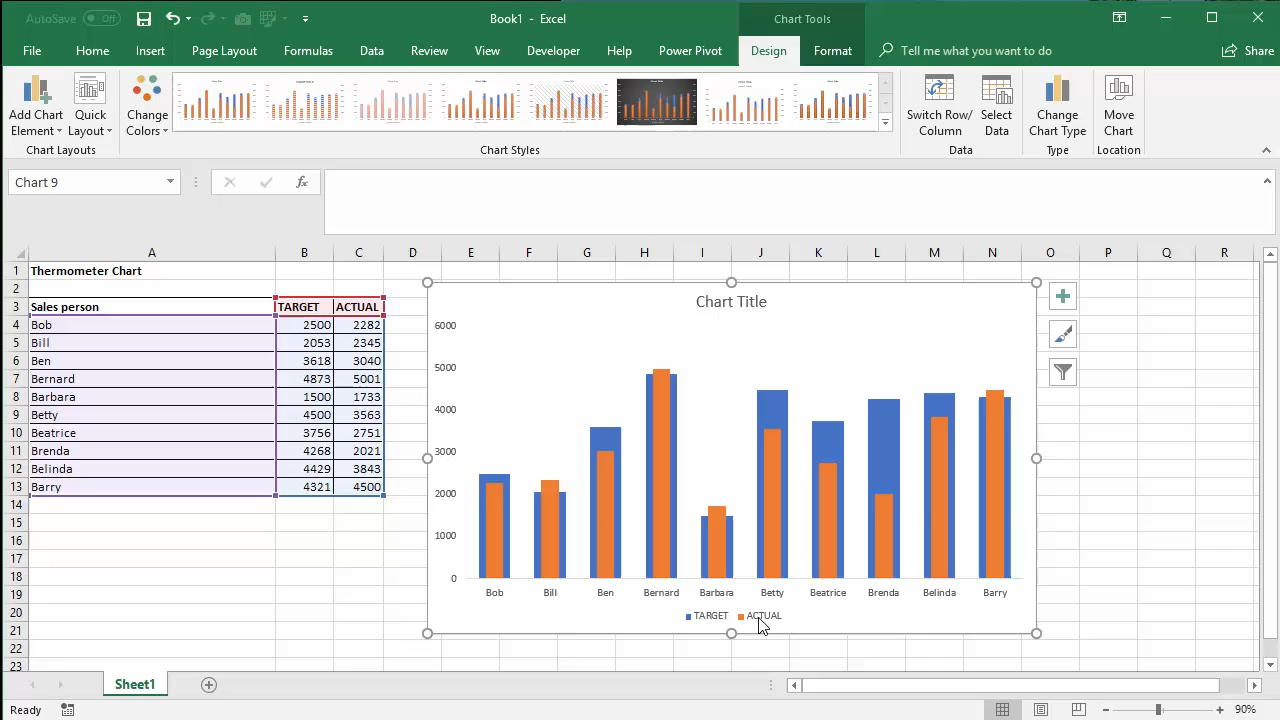 AutoSave Off Book1 - Excel Chart Tools
File Home Insert Page Layout Formulas Data Review View Developer Help Power Pivot Design Format Tell me what you want to do Share
Add Chart Element Quick Layout Change Colors Switch Row/ Column Select Data Change Chart Type Move Chart
Chart Layouts Chart Styles Data Type Location
Chart 9 fx
A B C D E F G H I J K L M N O P Q R
1 Thermometer Chart
2
3 Sales person TARGET ACTUAL
4 Bob 2500 2282
5 Bill 2053 2345
6 Ben 3618 3040
7 Bernard 4873 5001
8 Barbara 1500 1733
9 Betty 4500 3563
10 Beatrice 3756 2751
11 Brenda 4268 2021
12 Belinda 4429 3843
13 Barry 4321 4500
14
15
16
17
18
19
20
21
22
23
Chart Title
6000
5000
4000
3000
2000
1000
0
Bob Bill Ben Bernard Barbara Betty Beatrice Brenda Belinda Barry
TARGET ACTUAL
Sheet1
Ready 90%